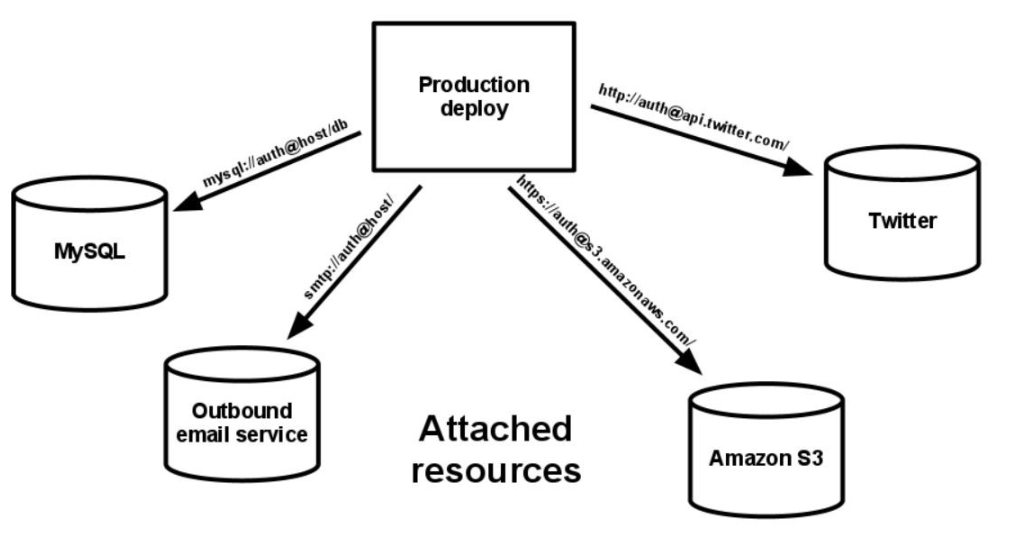 Production
deploy
http://auth@api.twitter.com/
mysql://auth@host/db
https://auth@s3.amazonaws.com/
smtp://auth@host/
MySQL
Twitter
Outbound
email service
Attached
resources
Amazon S3